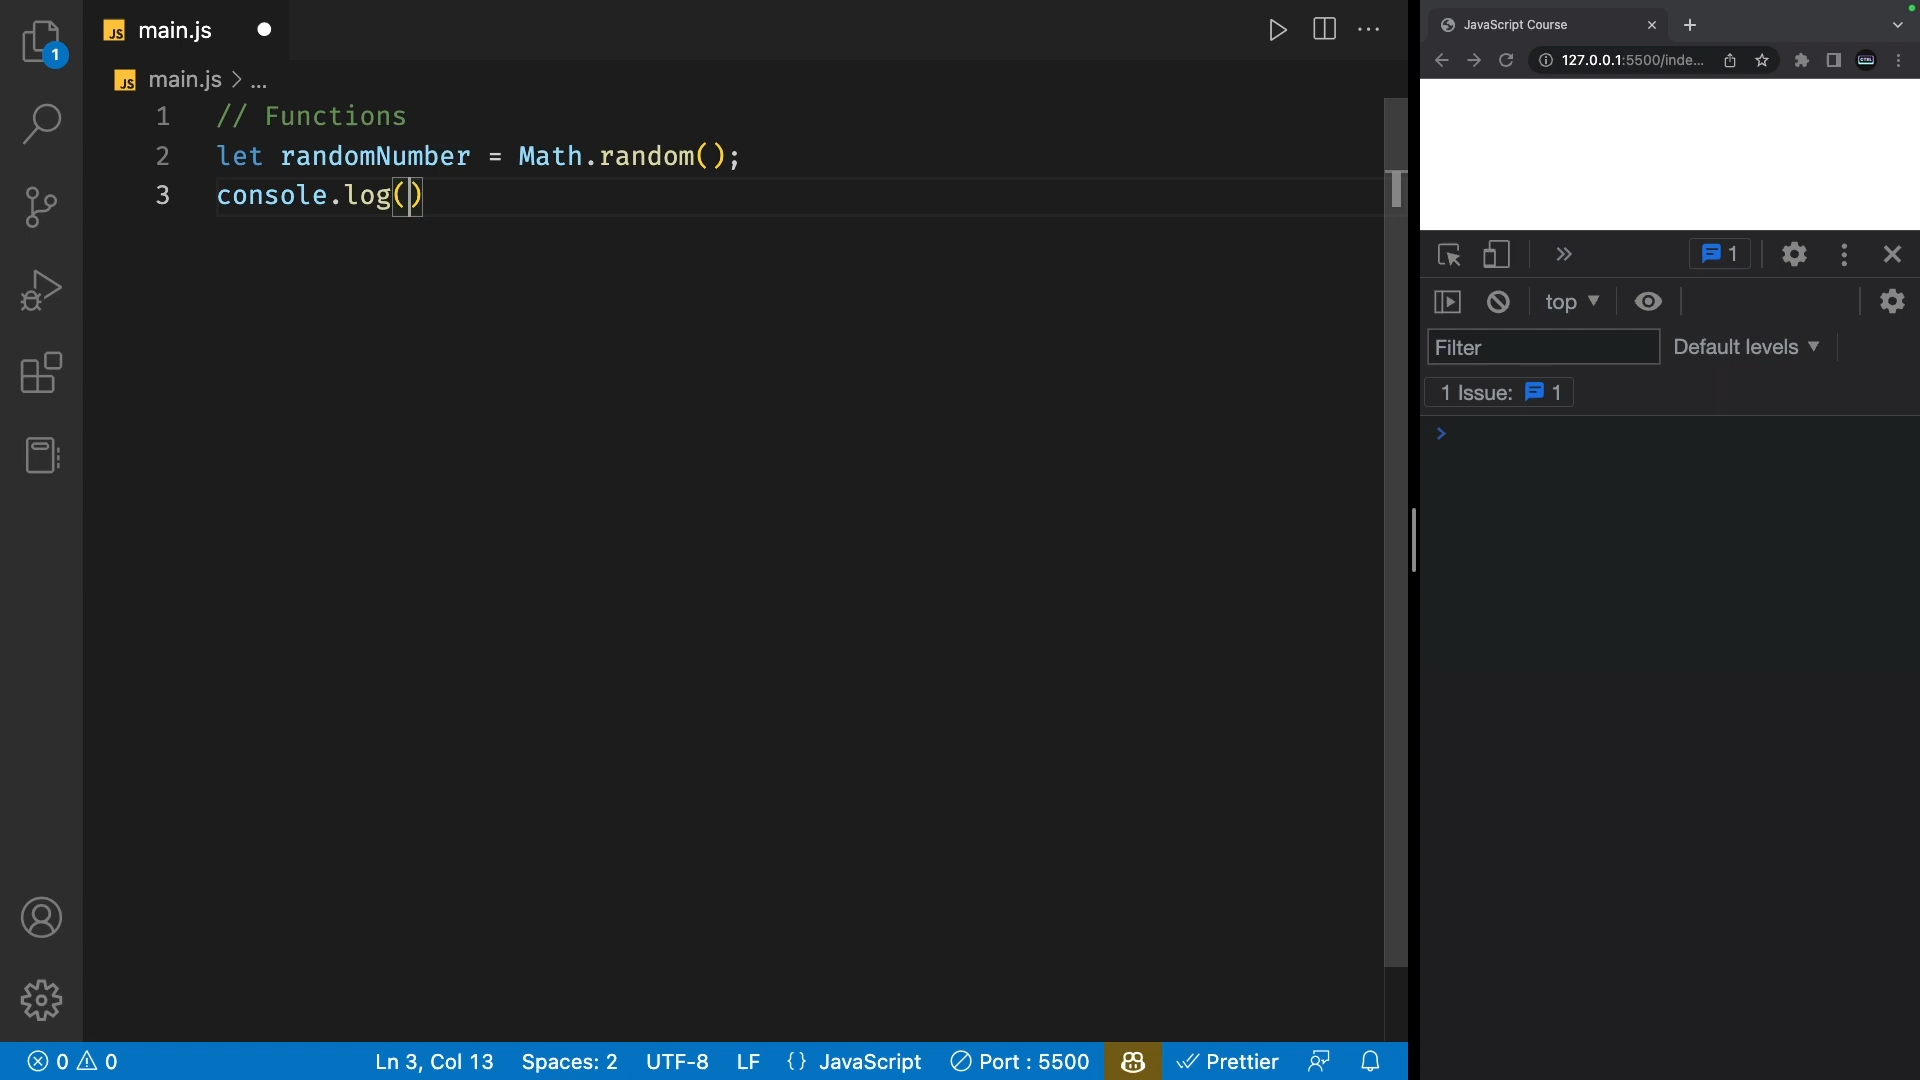 main.js
main.js > ...
1 // Functions
2 let randomNumber = Math.random();
3 console.log()
1
0 0
Ln 3, Col 13 Spaces: 2 UTF-8 LF {} JavaScript Port : 5500 Prettier
JavaScript Course
127.0.0.1:5500/inde...
1
top
Filter Default levels
1 Issue: 1
>